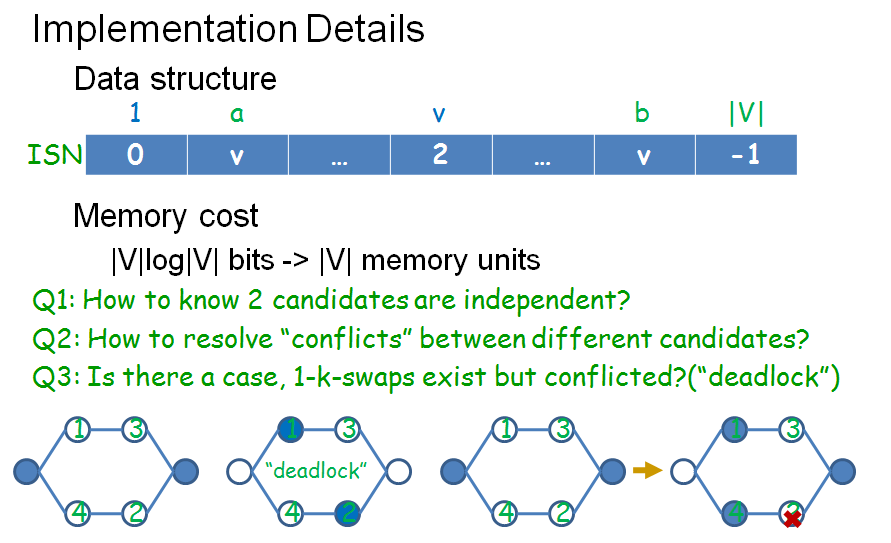 Implementation Details
Data structure
1 a v b |V|
ISN 0 v ... 2 ... v -1
Memory cost
|V|log|V| bits -> |V| memory units
Q1: How to know 2 candidates are independent?
Q2: How to resolve “conflicts” between different candidates?
Q3: Is there a case, 1-k-swaps exist but conflicted?(“deadlock”)
1 3 1 3 1 3 1 3
“deadlock”
4 2 4 2 4 2 4 2